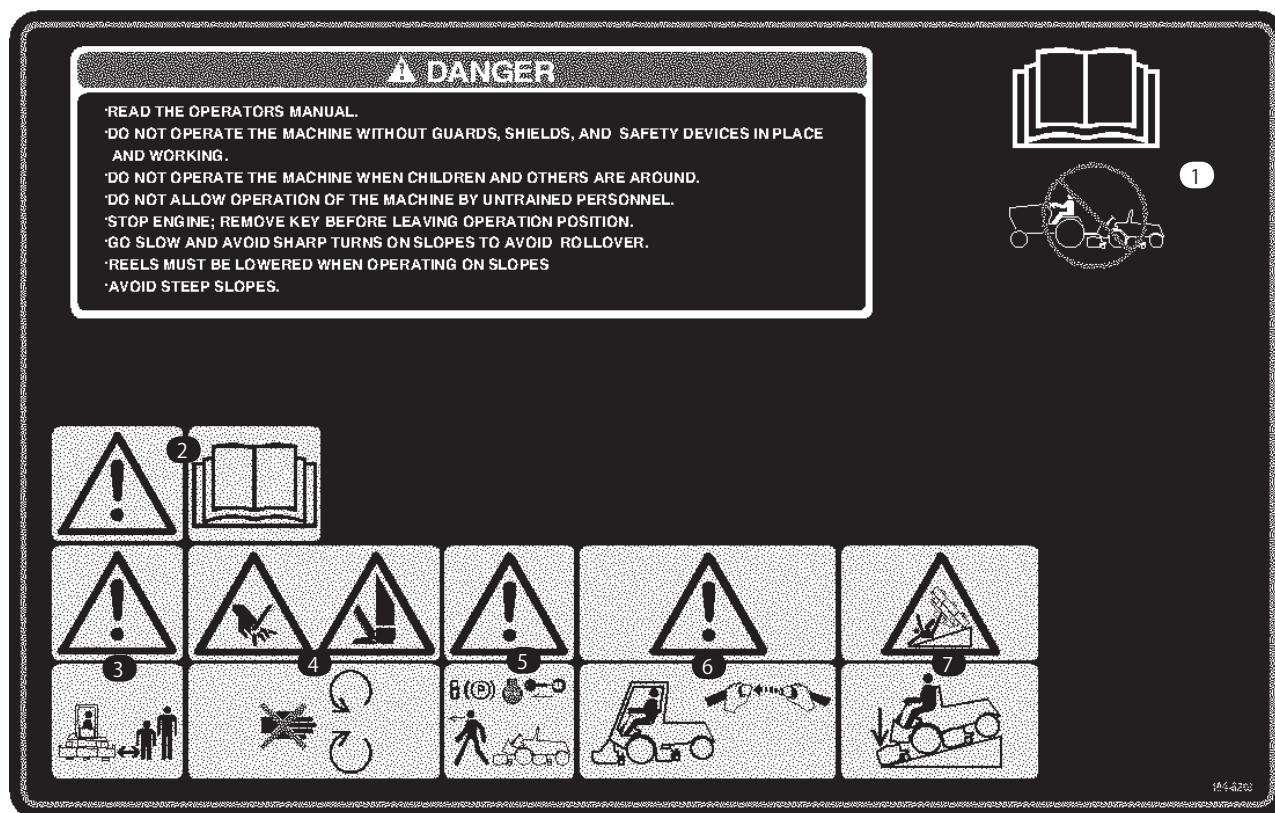 DANGER
·READ THE OPERATORS MANUAL.
·DO NOT OPERATE THE MACHINE WITHOUT GUARDS, SHIELDS, AND SAFETY DEVICES IN PLACE
AND WORKING.
·DO NOT OPERATE THE MACHINE WHEN CHILDREN AND OTHERS ARE AROUND.
·DO NOT ALLOW OPERATION OF THE MACHINE BY UNTRAINED PERSONNEL.
·STOP ENGINE; REMOVE KEY BEFORE LEAVING OPERATION POSITION.
·GO SLOW AND AVOID SHARP TURNS ON SLOPES TO AVOID ROLLOVER.
·REELS MUST BE LOWERED WHEN OPERATING ON SLOPES
·AVOID STEEP SLOPES.
1
2
3
4
5
6
7
(P)